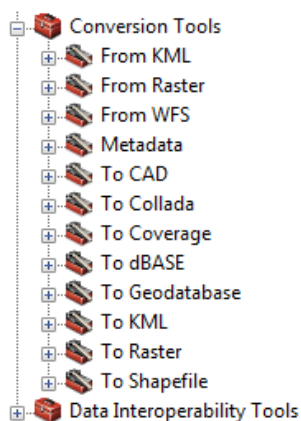 Conversion Tools
From KML
From Raster
From WFS
Metadata
To CAD
To Collada
To Coverage
To dBASE
To Geodatabase
To KML
To Raster
To Shapefile
Data Interoperability Tools